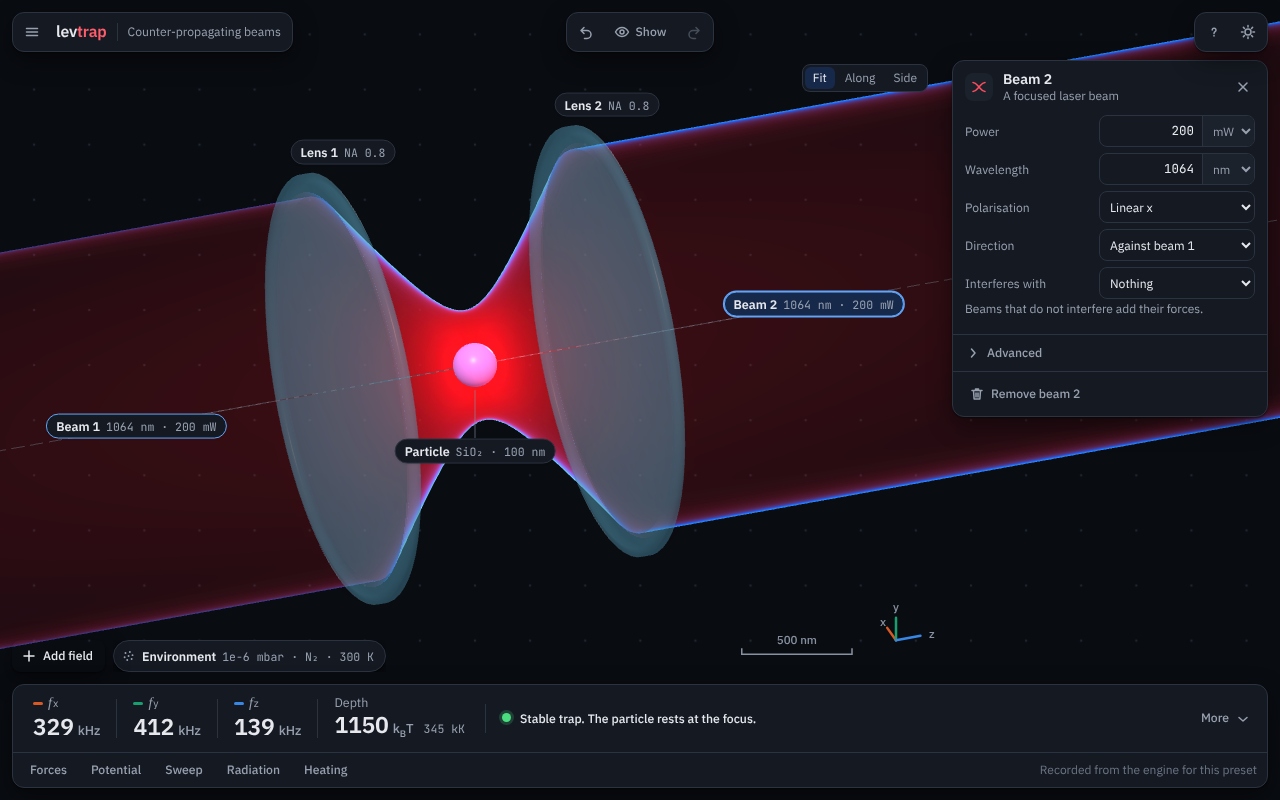 levtrap
Counter-propagating beams
Show
?
Fit Along Side
Beam 2
A focused laser beam
Power 200 mW
Wavelength 1064 nm
Polarisation Linear x
Direction Against beam 1
Interferes with Nothing
Beams that do not interfere add their forces.
Advanced
Remove beam 2
Lens 2 NA 0.8
Lens 1 NA 0.8
Beam 2 1064 nm · 200 mW
Beam 1 1064 nm · 200 mW
Particle SiO₂ · 100 nm
y
x
z
500 nm
Add field
Environment 1e-6 mbar · N₂ · 300 K
fx
329 kHz
fy
412 kHz
fz
139 kHz
Depth
1150 kBT 345 kK
Stable trap. The particle rests at the focus.
More
Forces Potential Sweep Radiation Heating
Recorded from the engine for this preset